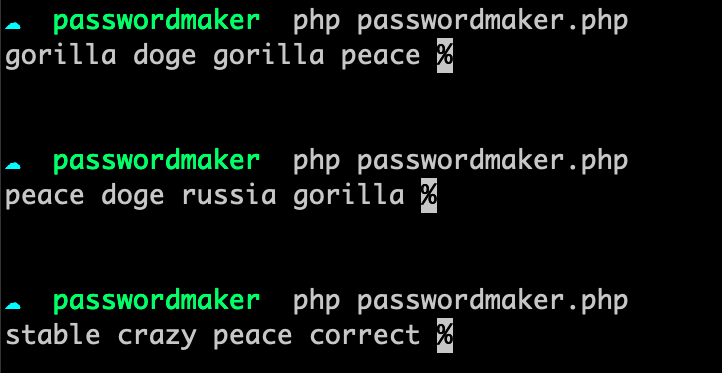 ☁ passwordmaker php passwordmaker.php
gorilla doge gorilla peace %
☁ passwordmaker php passwordmaker.php
peace doge russia gorilla %
☁ passwordmaker php passwordmaker.php
stable crazy peace correct %